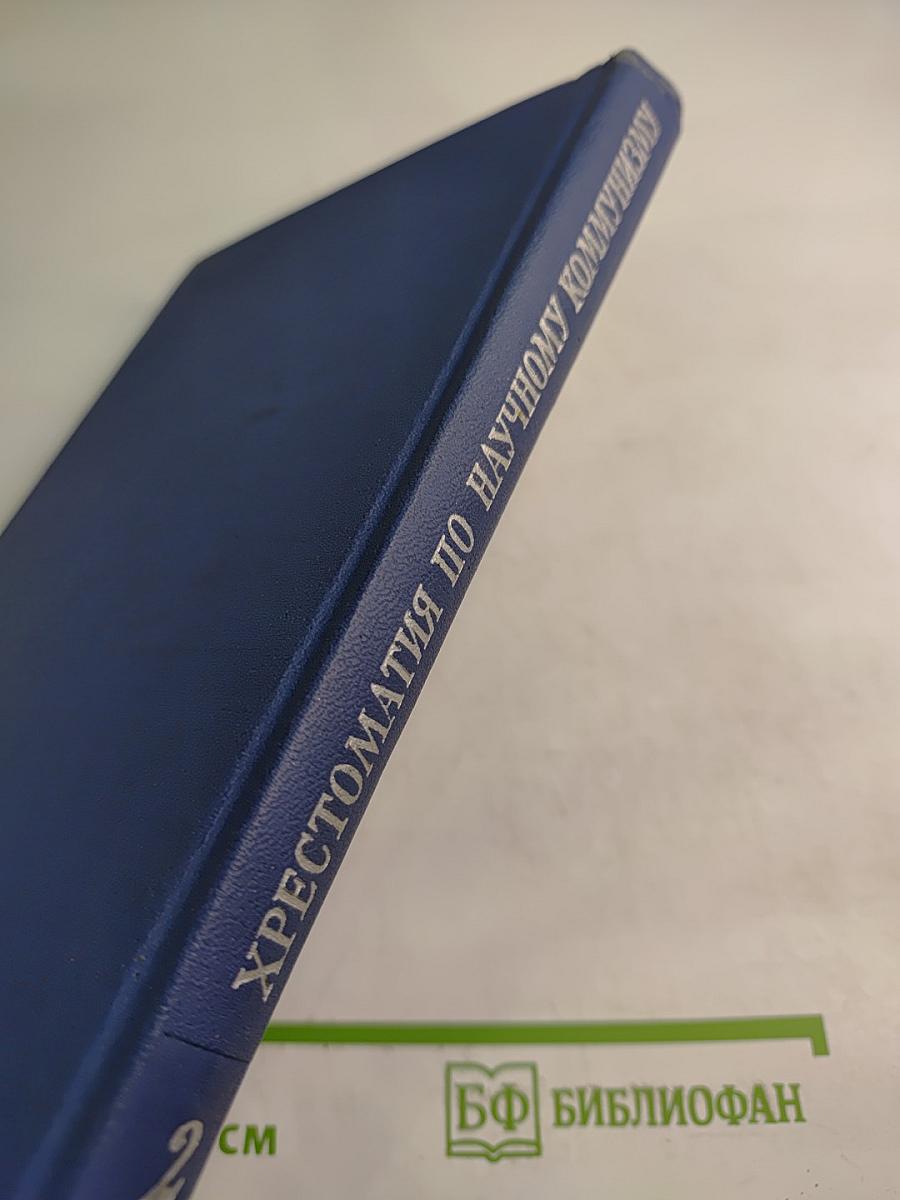 ХРЕСТОМАТИЯ ПО НАУЧНОМУ КОММУНИЗМУ
2
см
БФ БИБЛИОФАН